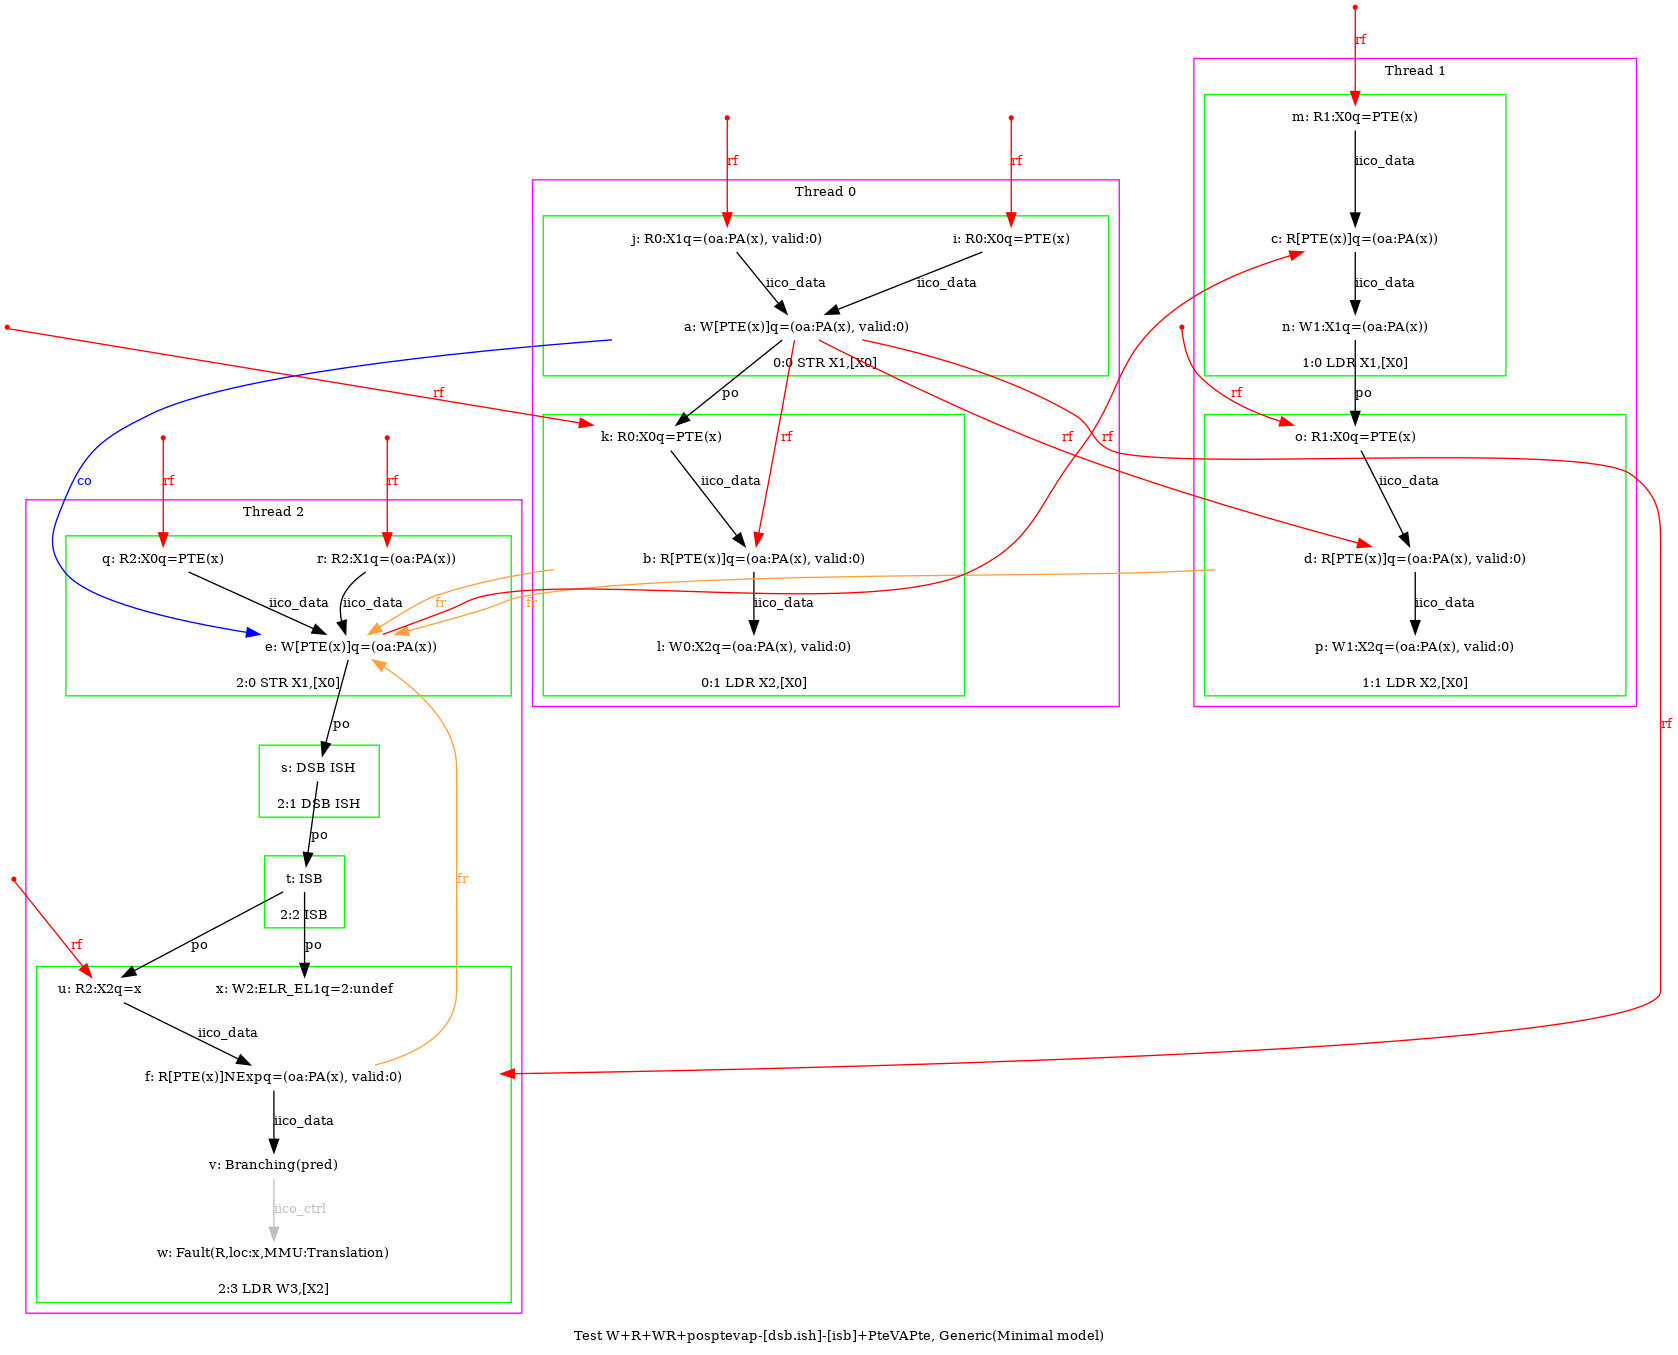 rf
Thread 1
m: R1:X0q=PTE(x)
rf
rf
iico_data
Thread 0
j: R0:X1q=(oa:PA(x), valid:0)
i: R0:X0q=PTE(x)
c: R[PTE(x)]q=(oa:PA(x))
iico_data
iico_data
iico_data
a: W[PTE(x)]q=(oa:PA(x), valid:0)
n: W1:X1q=(oa:PA(x))
0:0 STR X1,[X0]
1:0 LDR X1,[X0]
rf
po
rf
po
k: R0:X0q=PTE(x)
rf
rf
rf
o: R1:X0q=PTE(x)
co
rf
rf
iico_data
iico_data
Thread 2
q: R2:X0q=PTE(x)
r: R2:X1q=(oa:PA(x))
b: R[PTE(x)]q=(oa:PA(x), valid:0)
d: R[PTE(x)]q=(oa:PA(x), valid:0)
iico_data
iico_data
fr
fr
iico_data
iico_data
e: W[PTE(x)]q=(oa:PA(x))
l: W0:X2q=(oa:PA(x), valid:0)
p: W1:X2q=(oa:PA(x), valid:0)
2:0 STR X1,[X0]
0:1 LDR X2,[X0]
1:1 LDR X2,[X0]
po
rf
s: DSB ISH
2:1 DSB ISH
po
t: ISB
fr
2:2 ISB
rf
po
po
u: R2:X2q=x
x: W2:ELR_EL1q=2:undef
iico_data
f: R[PTE(x)]NExpq=(oa:PA(x), valid:0)
iico_data
v: Branching(pred)
iico_ctrl
w: Fault(R,loc:x,MMU:Translation)
2:3 LDR W3,[X2]
Test W+R+WR+posptevap-[dsb.ish]-[isb]+PteVAPte, Generic(Minimal model)